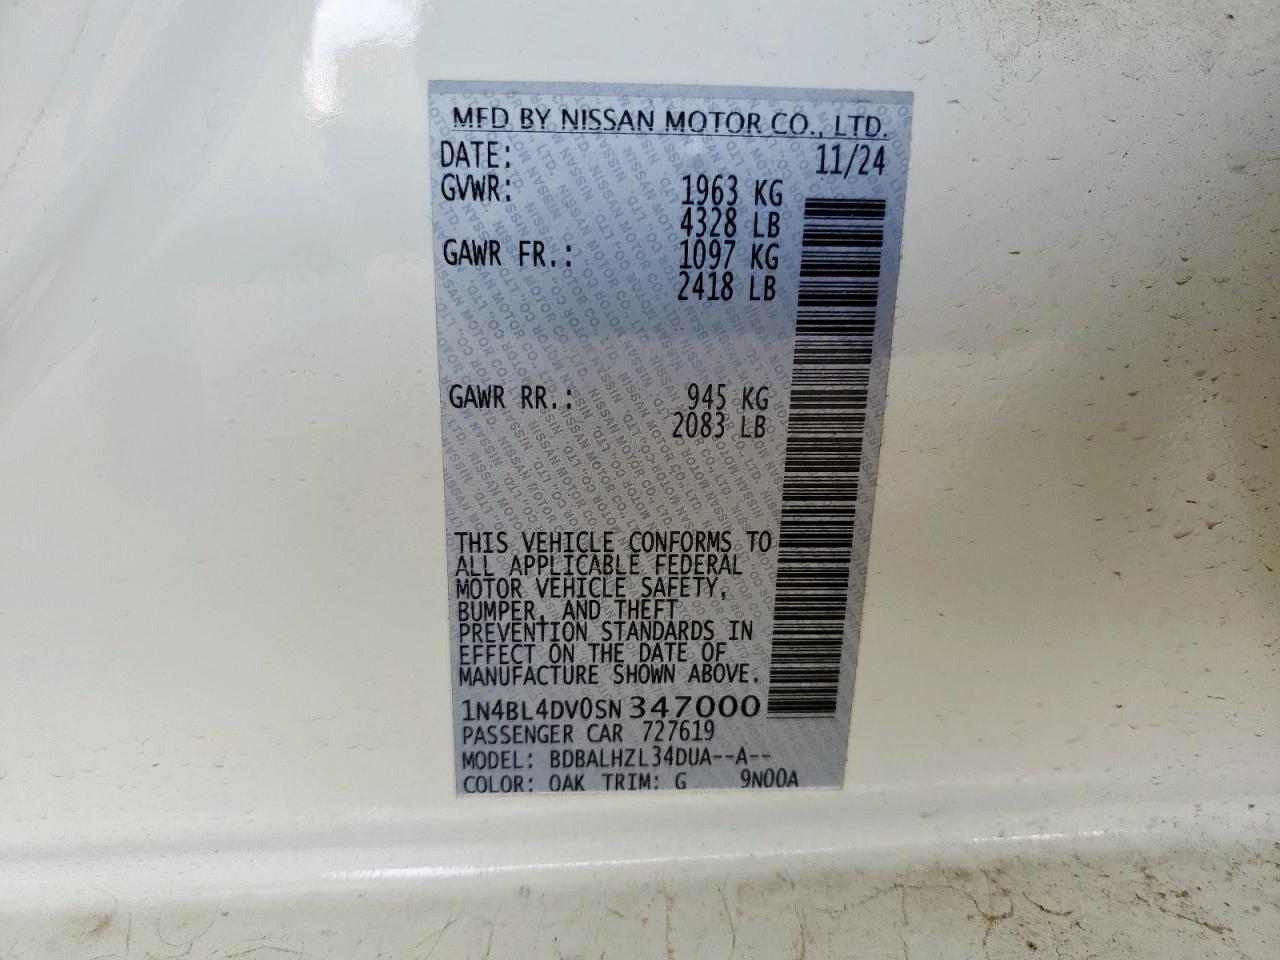 MFD BY NISSAN MOTOR CO., LTD.
DATE: 11/24
GVWR: 1963 KG
4328 LB
GAWR FR.: 1097 KG
2418 LB
GAWR RR.: 945 KG
2083 LB
THIS VEHICLE CONFORMS TO
ALL APPLICABLE FEDERAL
MOTOR VEHICLE SAFETY,
BUMPER, AND THEFT
PREVENTION STANDARDS IN
EFFECT ON THE DATE OF
MANUFACTURE SHOWN ABOVE.
1N4BL4DV0SN347000
PASSENGER CAR 727619
MODEL: BDBALHZL34DUA--A--
COLOR: QAK TRIM: G 9N00A